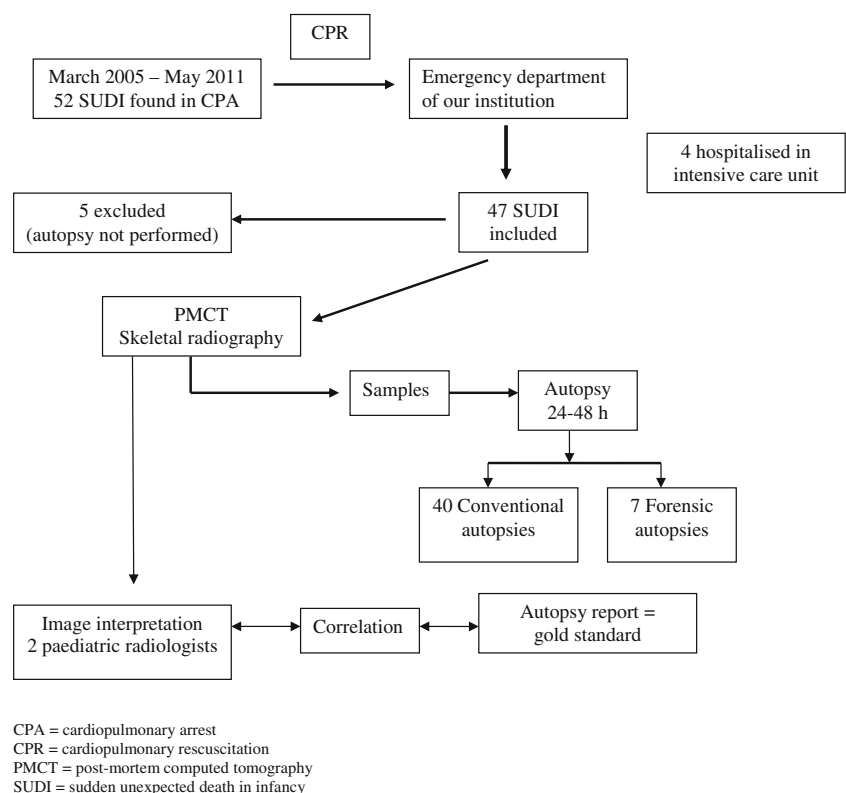 CPR
March 2005 – May 2011
52 SUDI found in CPA
Emergency department
of our institution
4 hospitalised in
intensive care unit
5 excluded
(autopsy not performed)
47 SUDI
included
PMCT
Skeletal radiography
Samples
Autopsy
24-48 h
40 Conventional
autopsies
7 Forensic
autopsies
Image interpretation
2 paediatric radiologists
Correlation
Autopsy report =
gold standard
CPA = cardiopulmonary arrest
CPR = cardiopulmonary rescuscitation
PMCT = post-mortem computed tomography
SUDI = sudden unexpected death in infancy